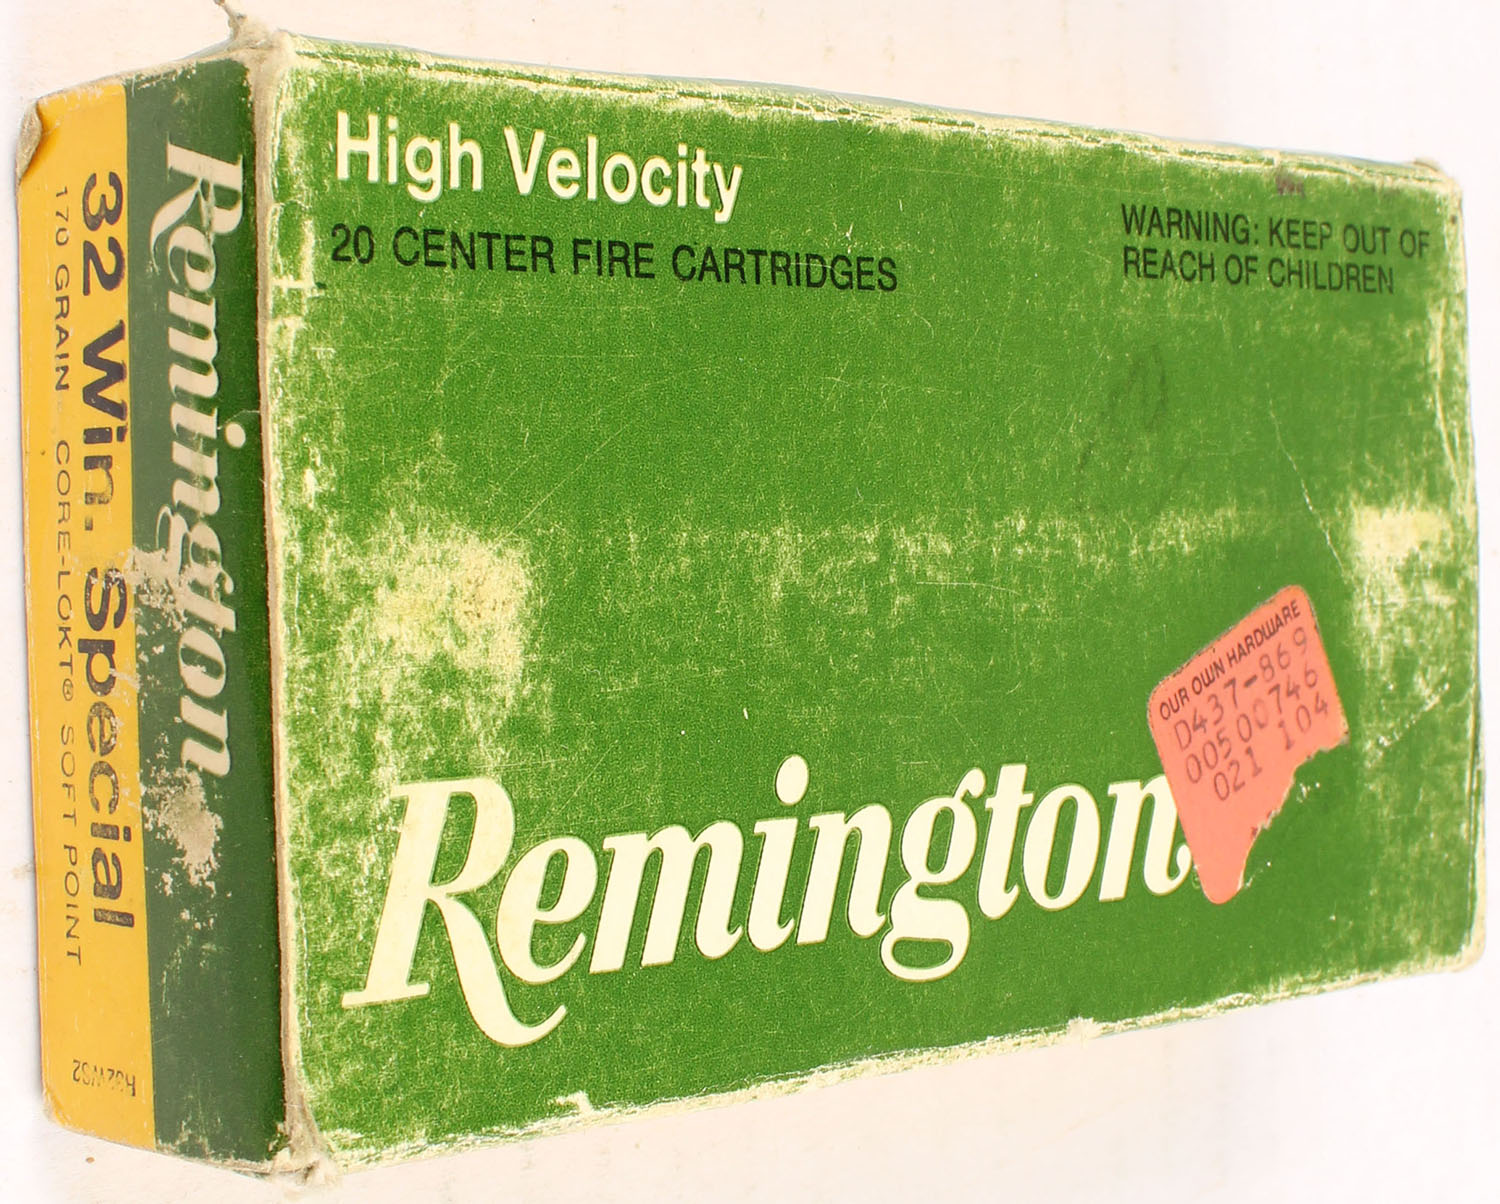 High Velocity
20 CENTER FIRE CARTRIDGES
WARNING: KEEP OUT OF
REACH OF CHILDREN
Remington
OUR OWN HARDWARE
D437-869
00500746
021 104
Remington
32 Win. Special
170 GRAIN CORE-LOKT® SOFT POINT